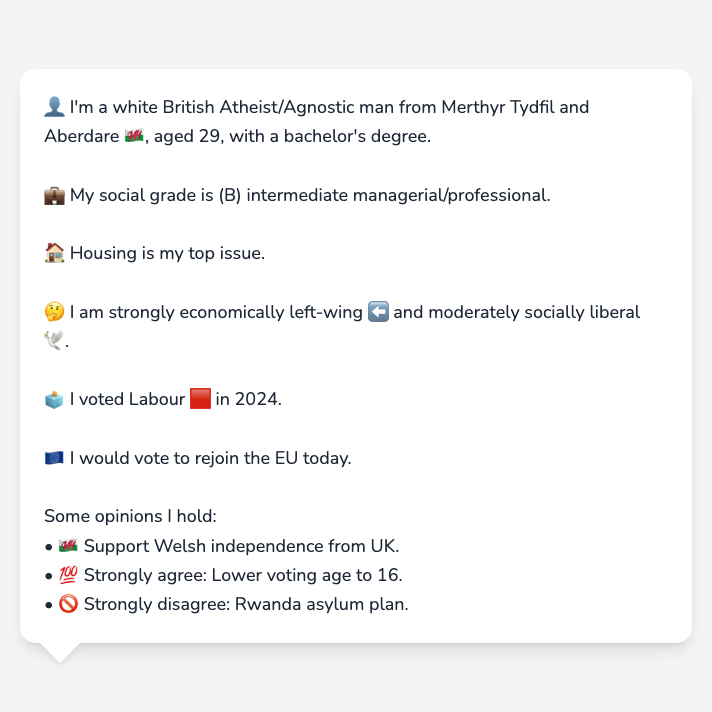 👤 I'm a white British Atheist/Agnostic man from Merthyr Tydfil and
Aberdare 🏴󠁧󠁢󠁷󠁬󠁳󠁿, aged 29, with a bachelor's degree.
💼 My social grade is (B) intermediate managerial/professional.
🏠 Housing is my top issue.
🤔 I am strongly economically left-wing ⬅️ and moderately socially liberal
🕊️.
🗳️ I voted Labour 🟥 in 2024.
🇪🇺 I would vote to rejoin the EU today.
Some opinions I hold:
• 🏴󠁧󠁢󠁷󠁬󠁳󠁿 Support Welsh independence from UK.
• 💯 Strongly agree: Lower voting age to 16.
• 🚫 Strongly disagree: Rwanda asylum plan.